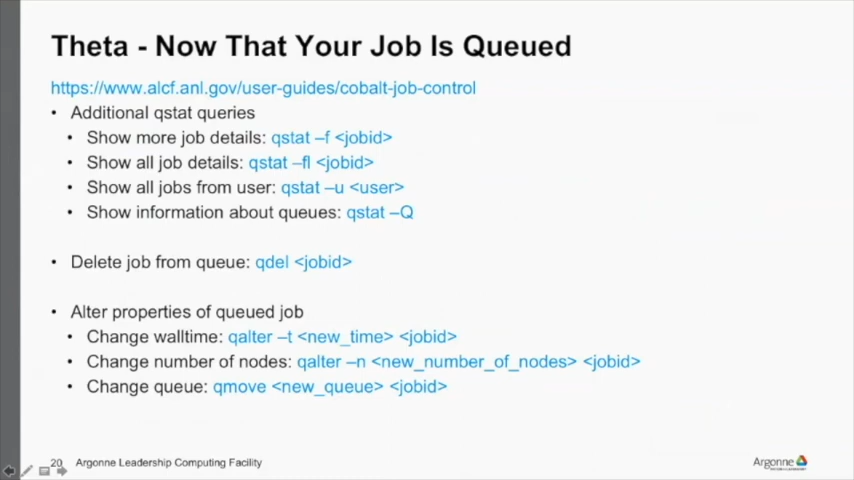 Theta - Now That Your Job Is Queued
https://www.alcf.anl.gov/user-guides/cobalt-job-control
• Additional qstat queries
• Show more job details: qstat –f <jobid>
• Show all job details: qstat –fl <jobid>
• Show all jobs from user: qstat –u <user>
• Show information about queues: qstat –Q
• Delete job from queue: qdel <jobid>
• Alter properties of queued job
• Change walltime: qalter –t <new_time> <jobid>
• Change number of nodes: qalter –n <new_number_of_nodes> <jobid>
• Change queue: qmove <new_queue> <jobid>
20 Argonne Leadership Computing Facility
Argonne